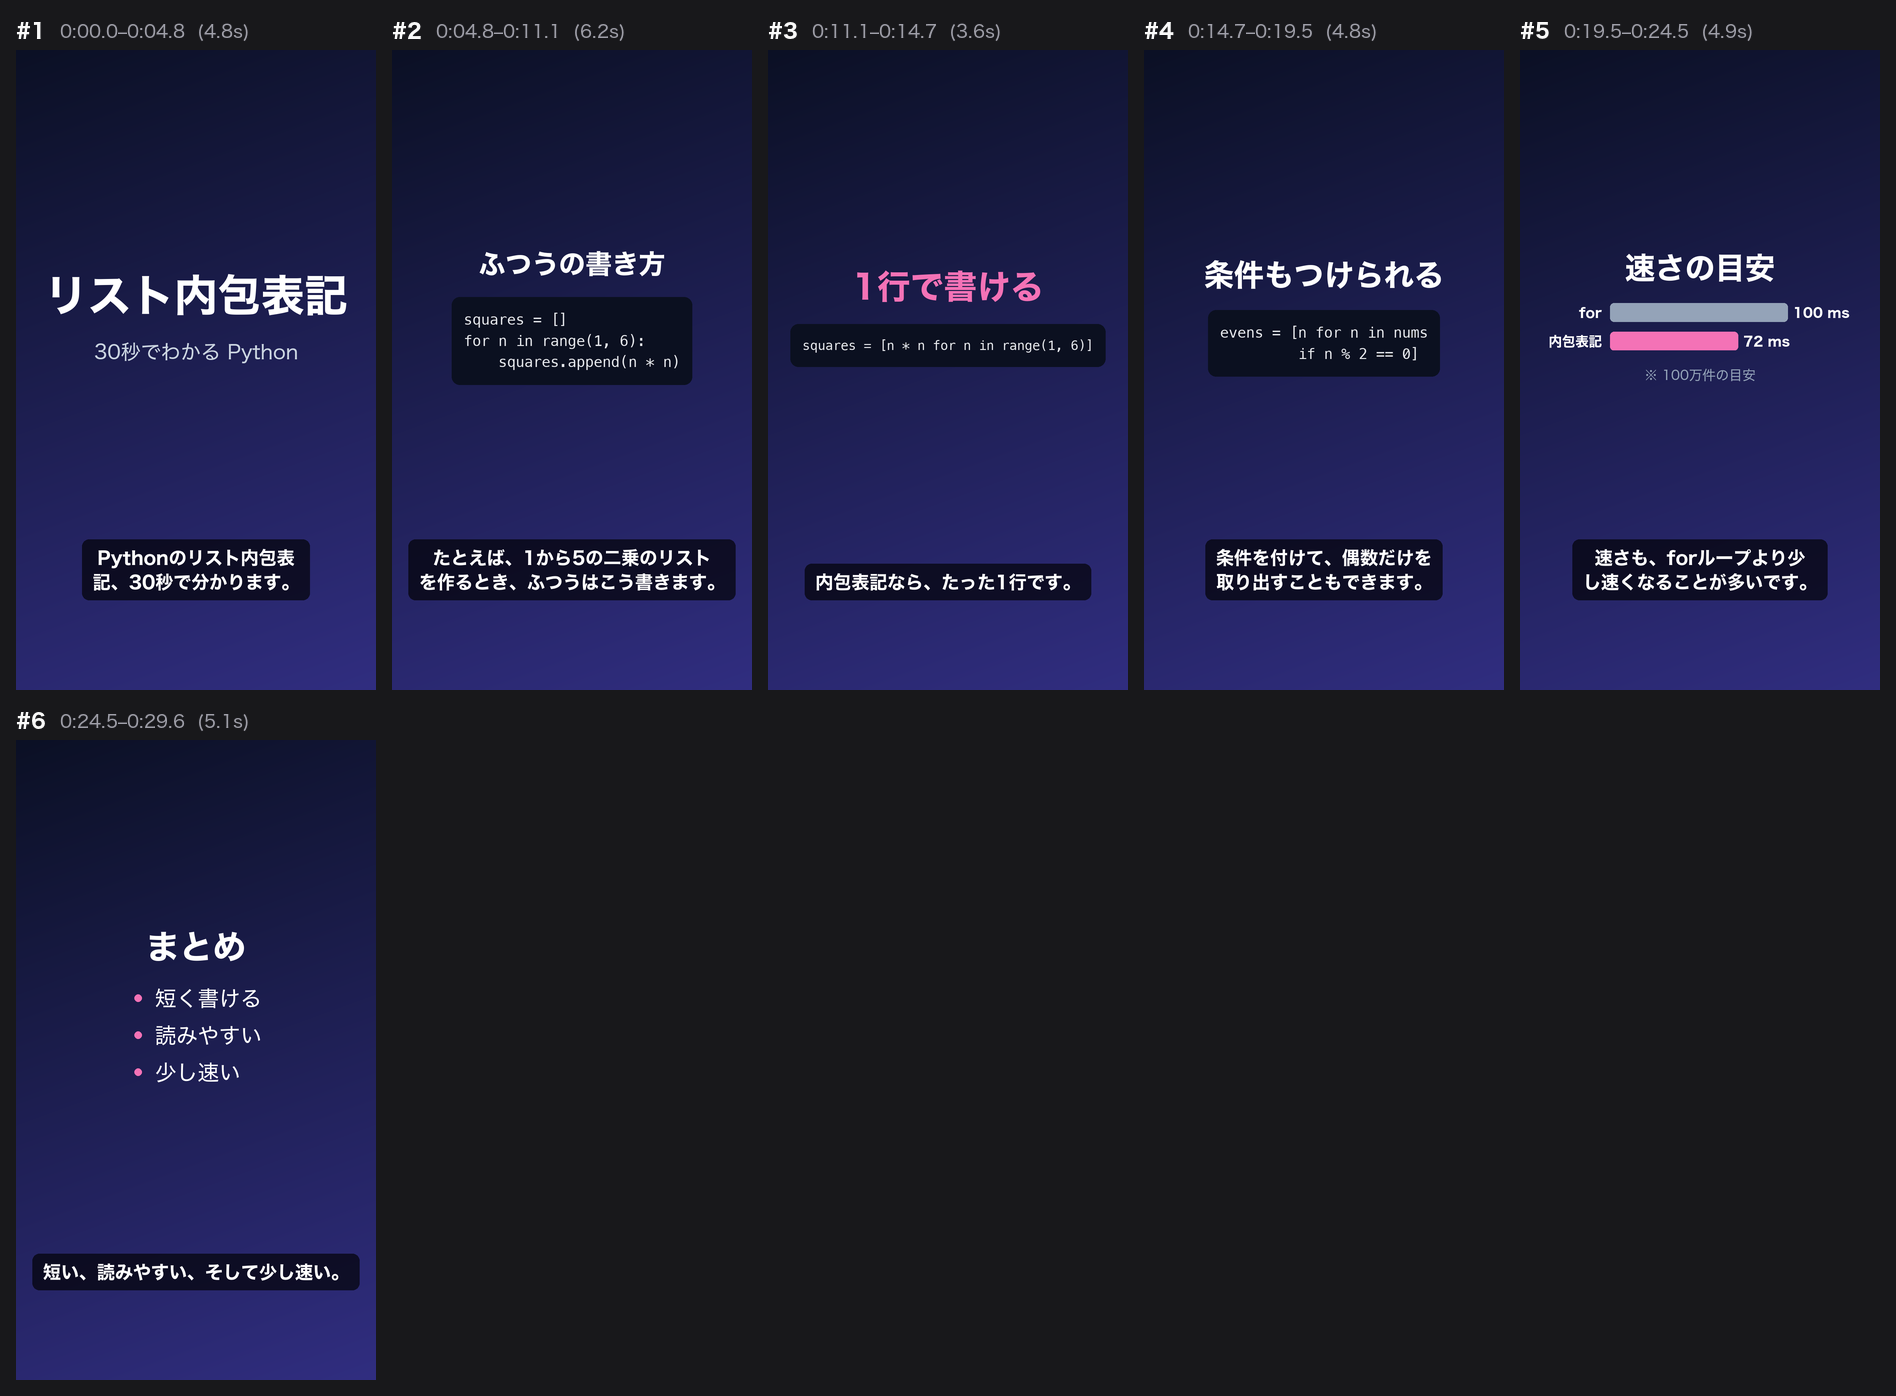 #1 0:00.0–0:04.8 (4.8s)
リスト内包表記
30秒でわかる Python
Pythonのリスト内包表
記、30秒で分かります。
#2 0:04.8–0:11.1 (6.2s)
ふつうの書き方
squares = []
for n in range(1, 6):
    squares.append(n * n)
たとえば、1から5の二乗のリスト
を作るとき、ふつうはこう書きます。
#3 0:11.1–0:14.7 (3.6s)
1行で書ける
squares = [n * n for n in range(1, 6)]
内包表記なら、たった1行です。
#4 0:14.7–0:19.5 (4.8s)
条件もつけられる
evens = [n for n in nums
         if n % 2 == 0]
条件を付けて、偶数だけを
取り出すこともできます。
#5 0:19.5–0:24.5 (4.9s)
速さの目安
for 100 ms
内包表記 72 ms
※ 100万件の目安
速さも、forループより少
し速くなることが多いです。
#6 0:24.5–0:29.6 (5.1s)
まとめ
• 短く書ける
• 読みやすい
• 少し速い
短い、読みやすい、そして少し速い。